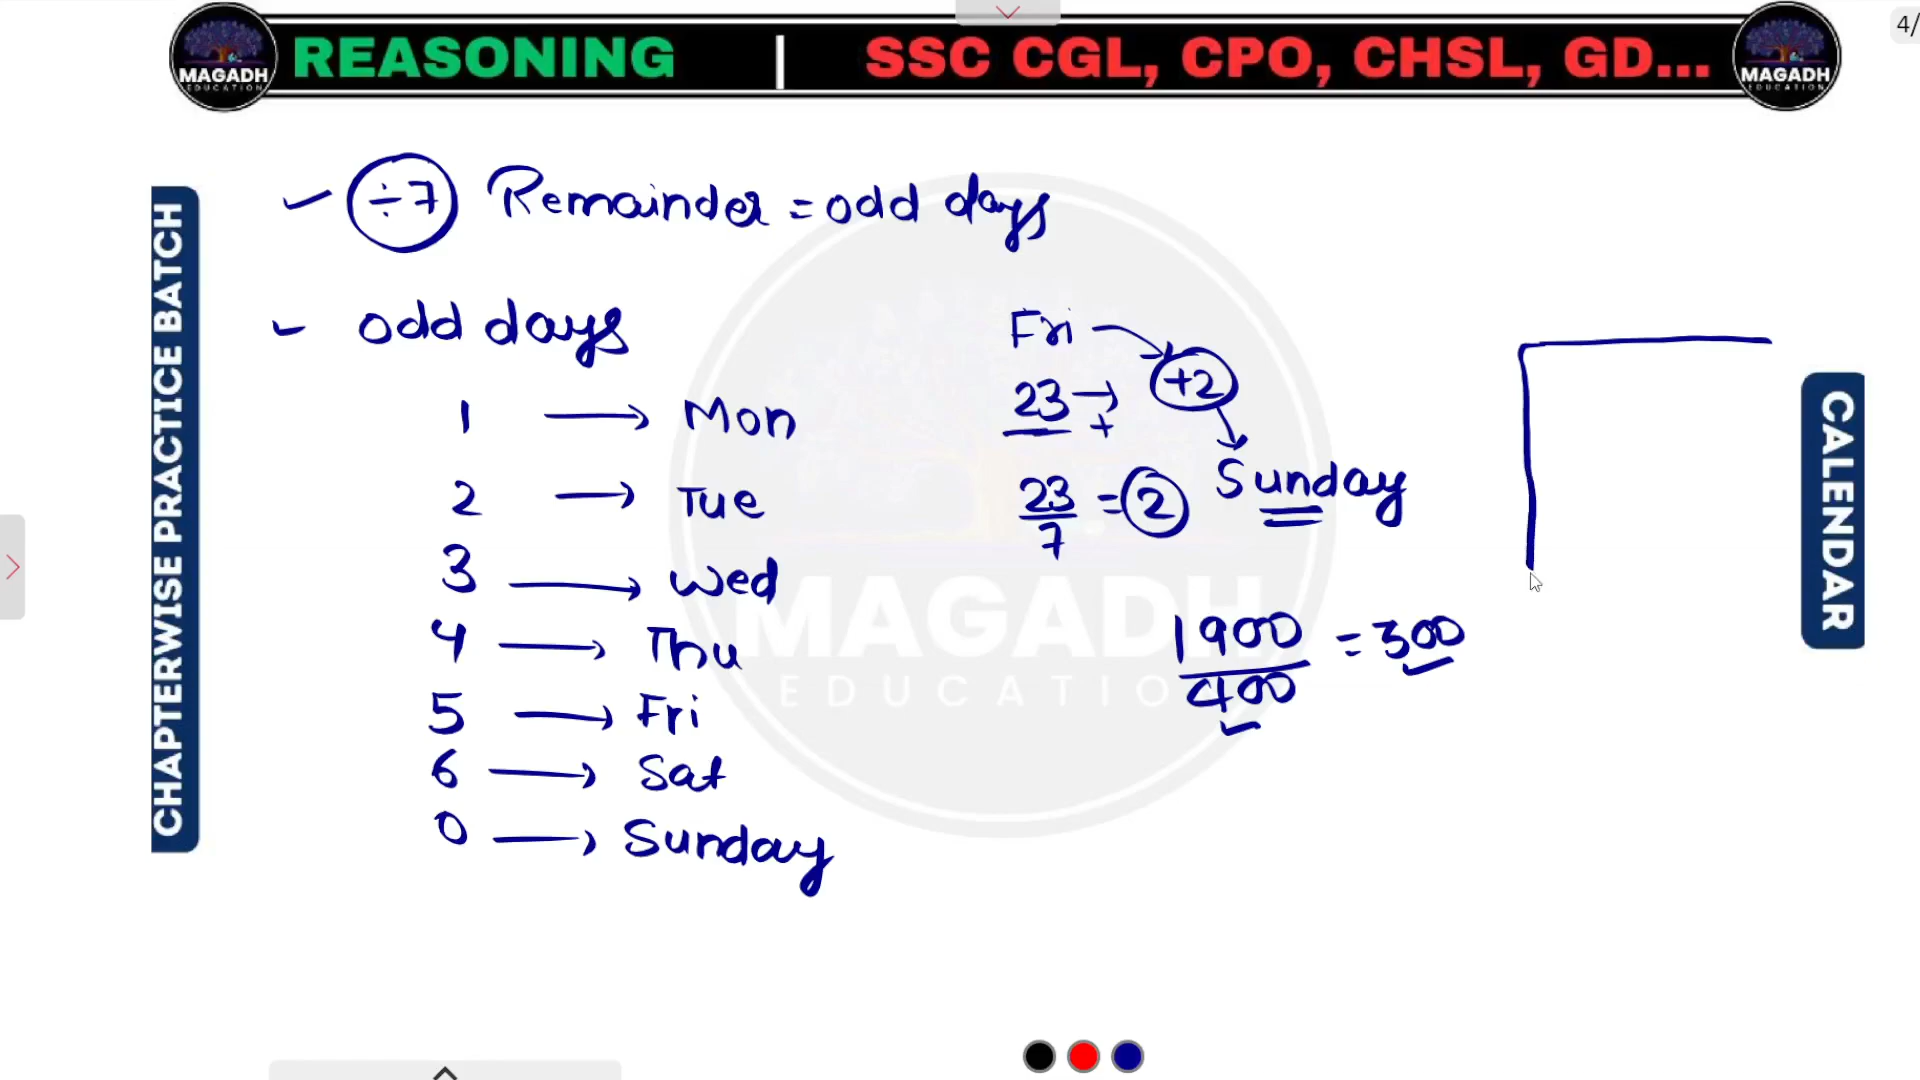 4/
MAGADH
EDUCATION
REASONING | SSC CGL, CPO, CHSL, GD...
MAGADH
EDUCATION
CHAPTERWISE PRACTICE BATCH
÷7 Remainder = odd days
odd days
1 → Mon
2 → Tue
3 → Wed
4 → Thu
5 → Fri
6 → Sat
0 → Sunday
Fri
+2
23 →
+
Sunday
23/7 = 2
1900/400 = 300
MAGADH
EDUCATIO
CALENDAR